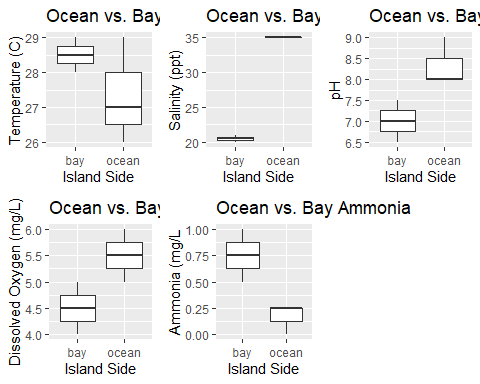 Ocean vs. Bay
Temperature (C)
29
28
27
26
bay ocean
Island Side
Ocean vs. Bay
Salinity (ppt)
35
30
25
20
bay ocean
Island Side
Ocean vs. Bay
pH
9.0
8.5
8.0
7.5
7.0
6.5
bay ocean
Island Side
Ocean vs. Bay
Dissolved Oxygen (mg/L)
6.0
5.5
5.0
4.5
4.0
bay ocean
Island Side
Ocean vs. Bay Ammonia
Ammonia (mg/L
1.00
0.75
0.50
0.25
0.00
bay ocean
Island Side